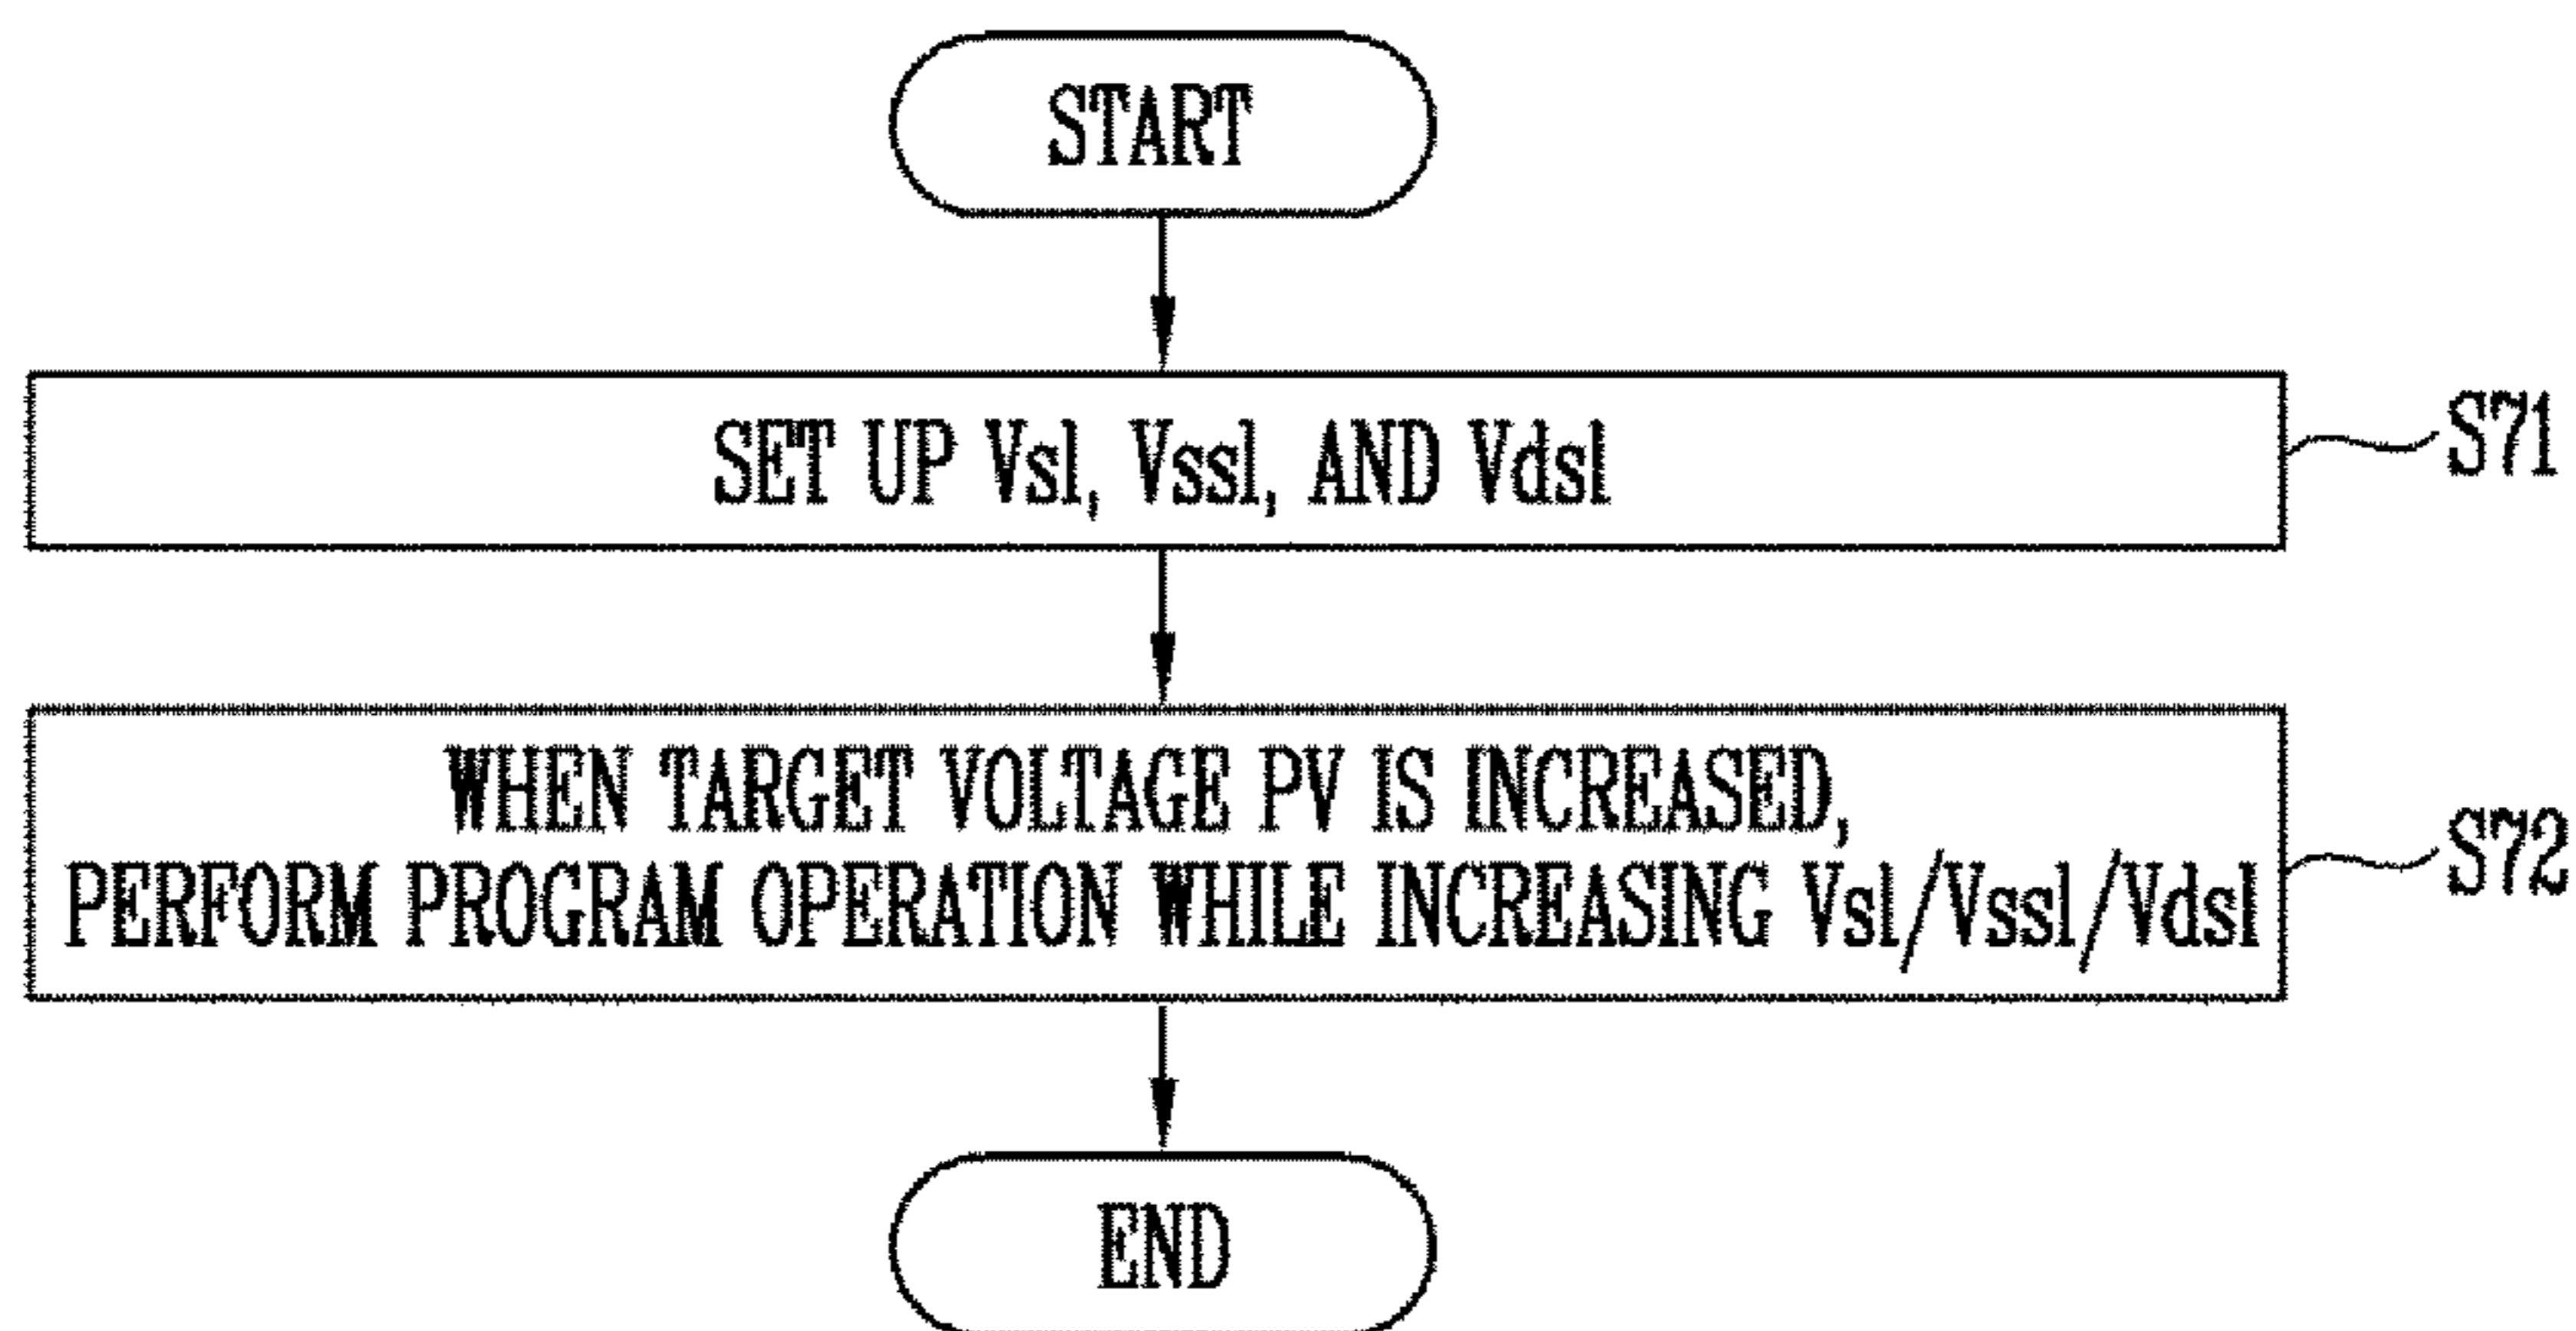 START
SET UP Vsl, Vssl, AND Vdsl
S71
WHEN TARGET VOLTAGE PV IS INCREASED,
PERFORM PROGRAM OPERATION WHILE INCREASING Vsl/Vssl/Vdsl
S72
END